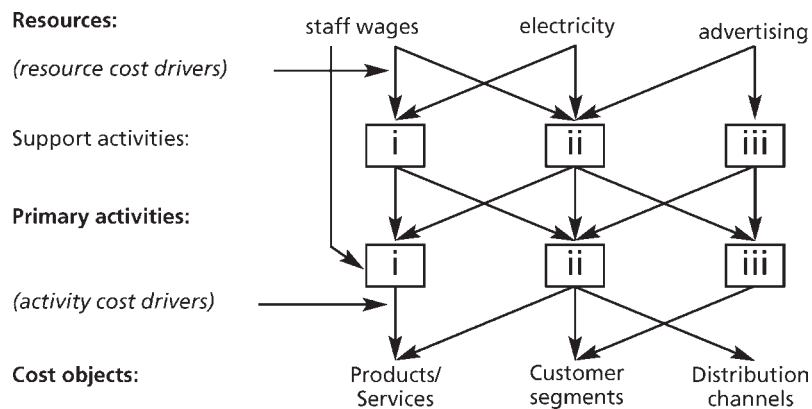 Resources:
staff wages
electricity
advertising
(resource cost drivers)
Support activities:
i
ii
iii
Primary activities:
i
ii
iii
(activity cost drivers)
Cost objects:
Products/
Services
Customer
segments
Distribution
channels